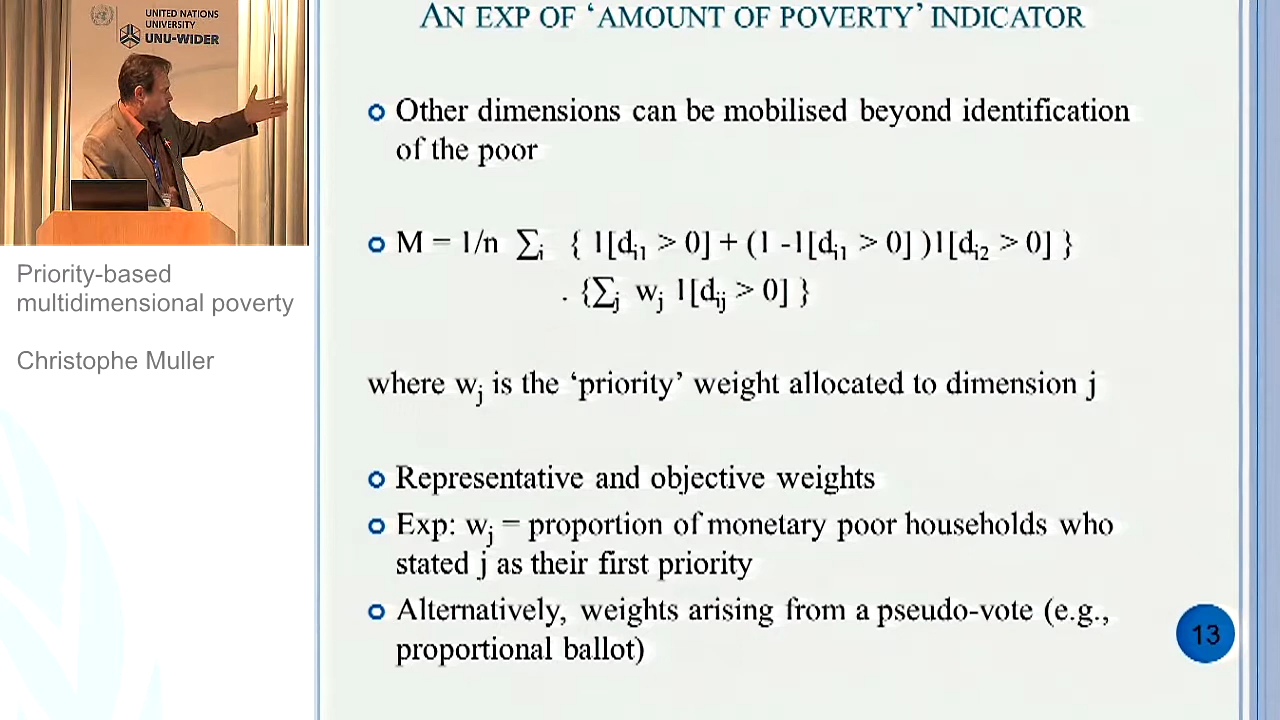 UNITED NATIONS
UNIVERSITY
UNU-WIDER
Priority-based
multidimensional poverty
Christophe Muller
AN EXP OF ‘AMOUNT OF POVERTY’ INDICATOR
Other dimensions can be mobilised beyond identification
of the poor
M = 1/n ∑i { 1[di1 > 0] + (1 -1[di1 > 0] )1[di2 > 0] }
. {∑j wj 1[dij > 0] }
where wj is the ‘priority’ weight allocated to dimension j
Representative and objective weights
Exp: wj = proportion of monetary poor households who
stated j as their first priority
Alternatively, weights arising from a pseudo-vote (e.g.,
proportional ballot)
13